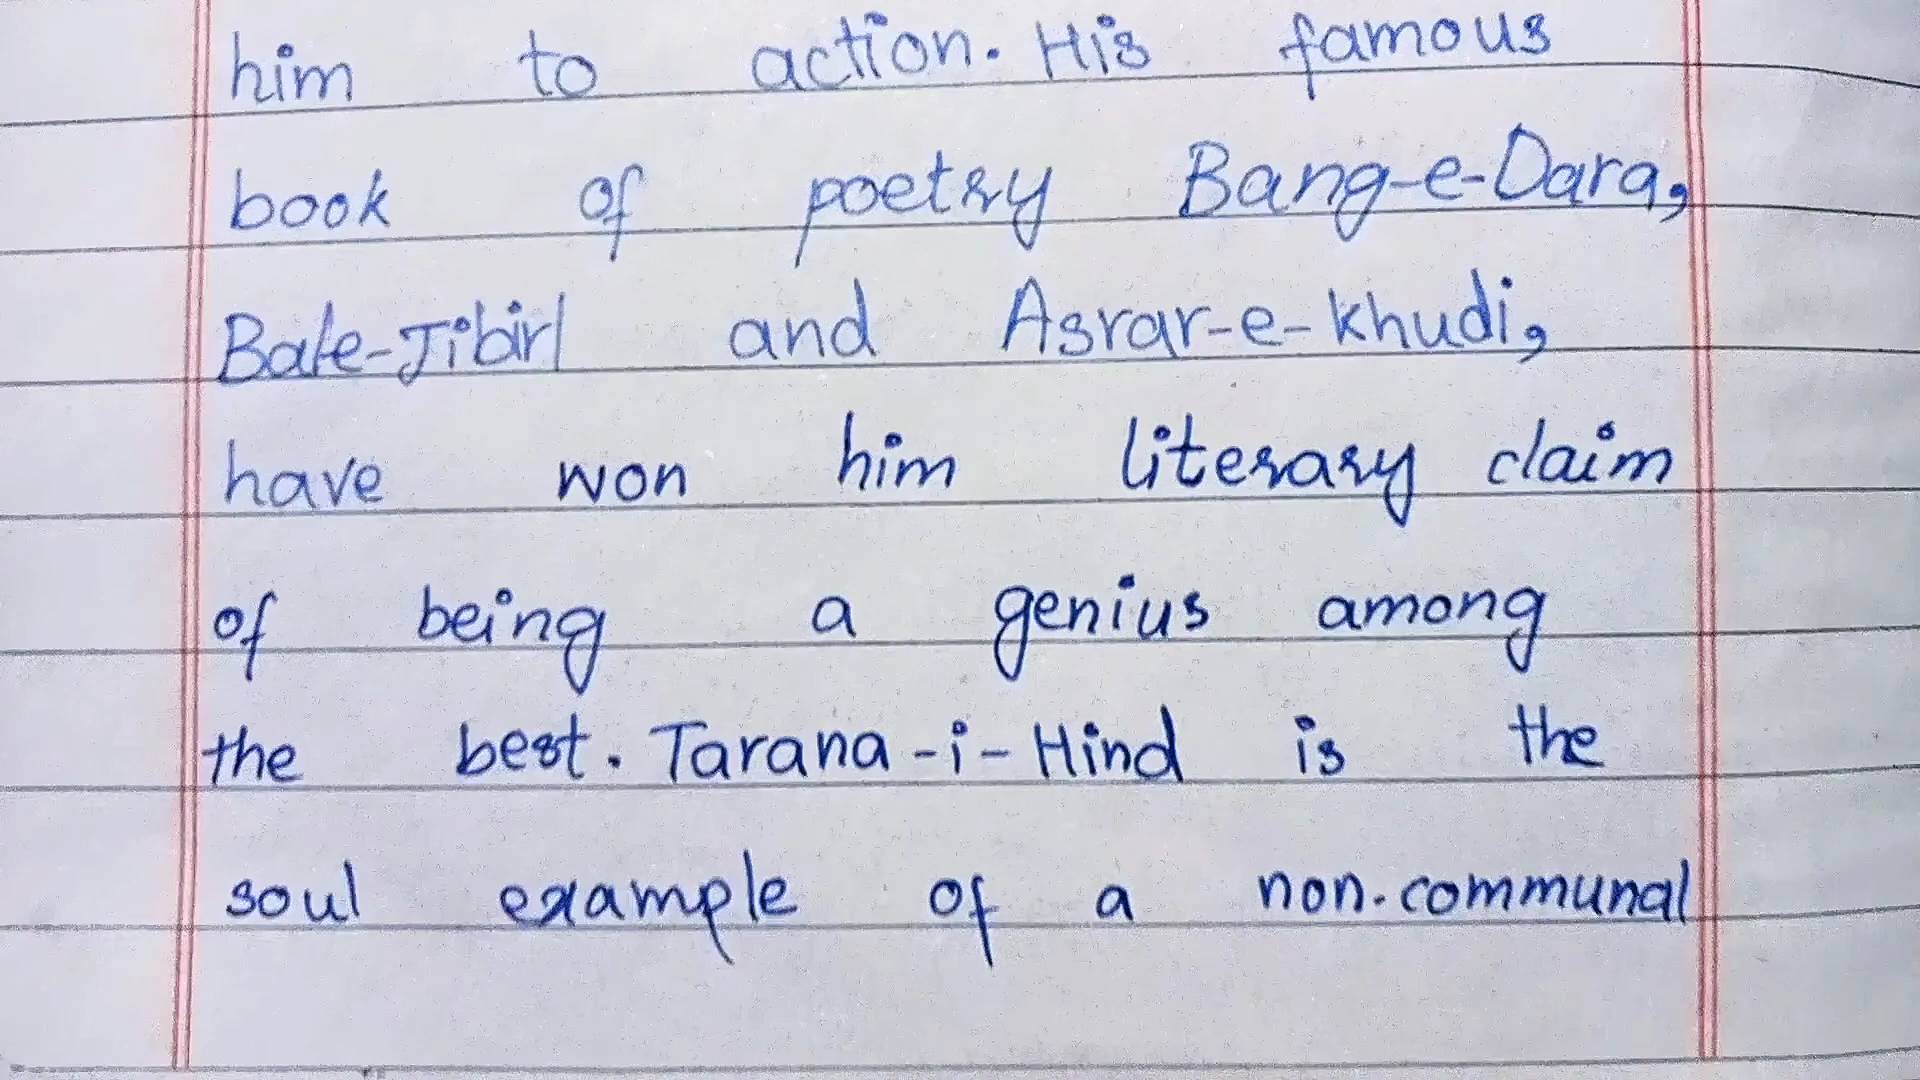 him to action. His famous
book of poetry Bang-e-Dara,
Bale-Jibirl and Asrar-e-khudi,
have won him literary claim
of being a genius among
the best. Tarana-i-Hind is the
soul example of a non.communal